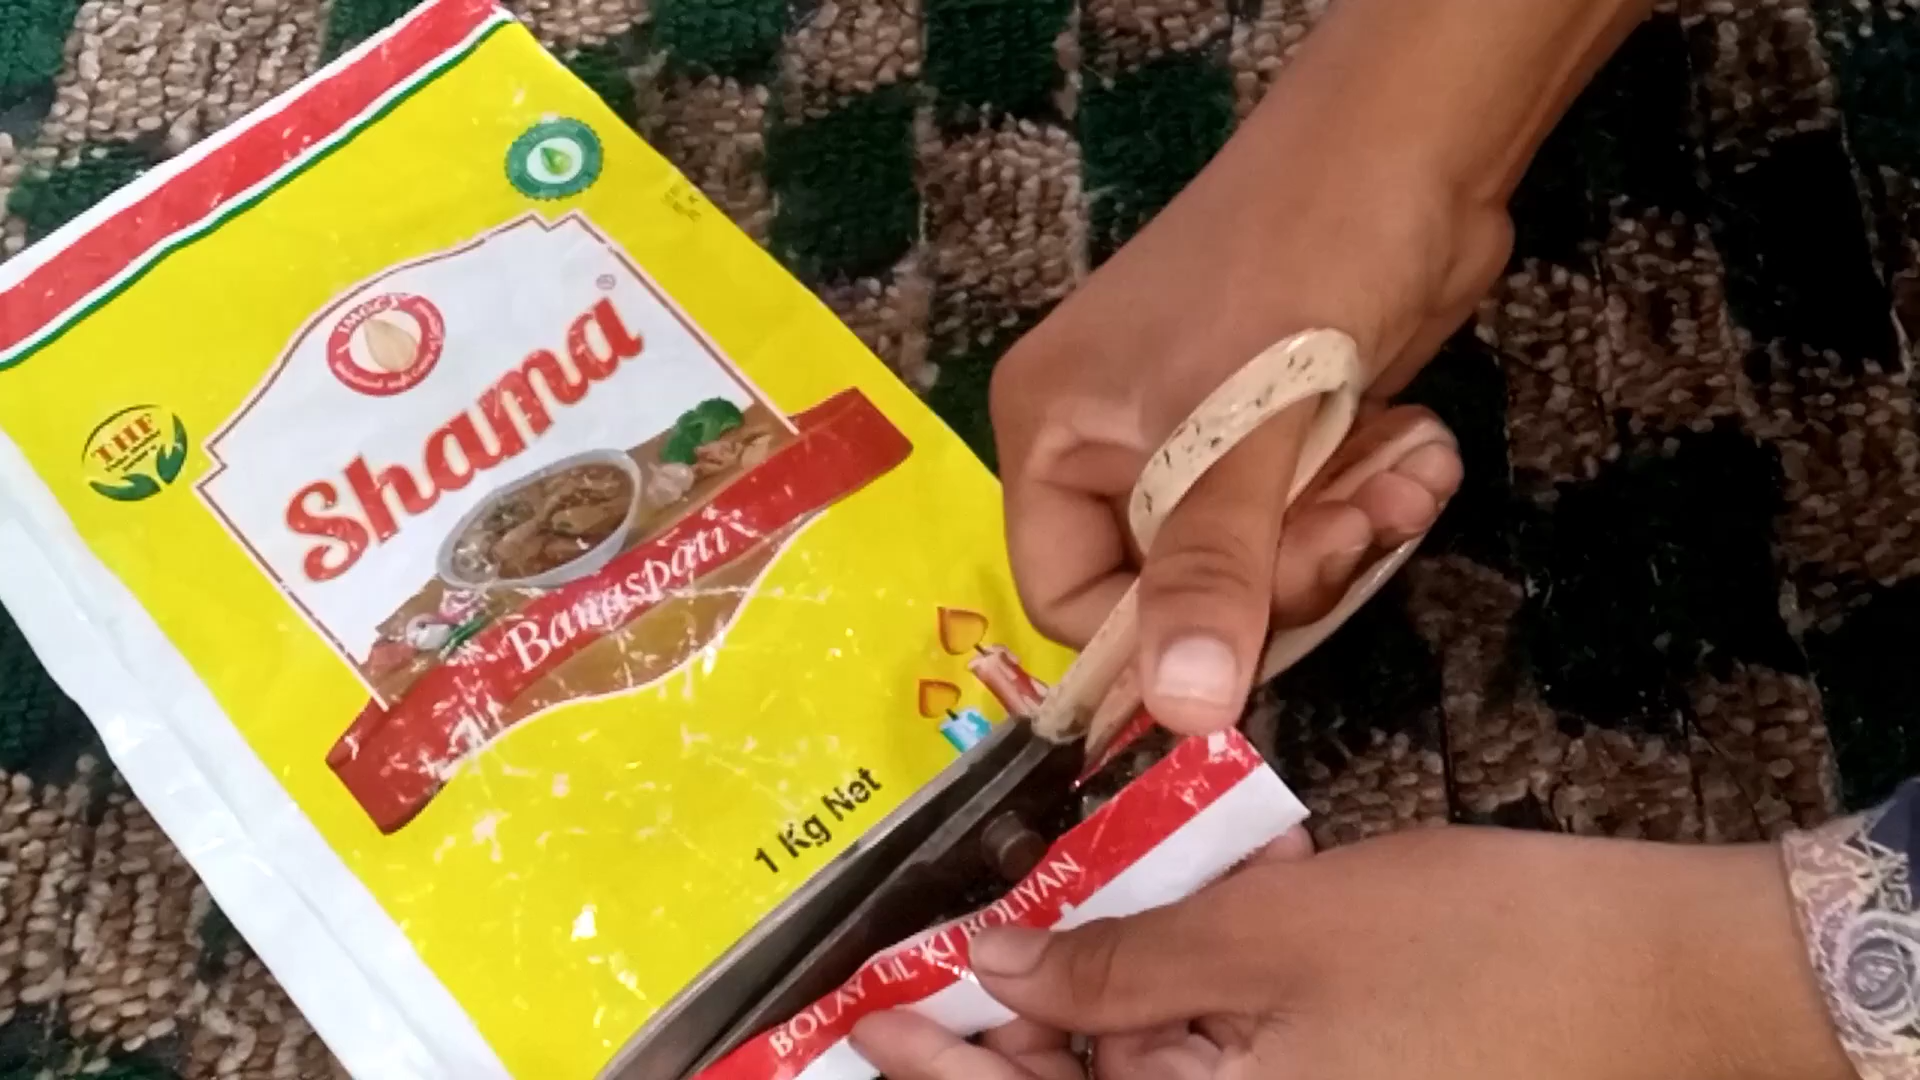 Shama
®
Banaspati
THF
1 Kg Net
BOLAY DIL KI BOLIYAN